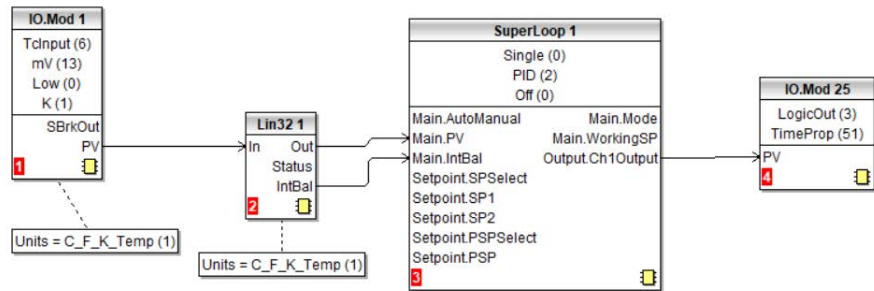 IO.Mod 1
TcInput (6)
mV (13)
Low (0)
K (1)
SBrkOut
PV
1
Units = C_F_K_Temp (1)
Lin32 1
In Out
Status
IntBal
2
Units = C_F_K_Temp (1)
SuperLoop 1
Single (0)
PID (2)
Off (0)
Main.AutoManual Main.Mode
Main.PV Main.WorkingSP
Main.IntBal Output.Ch1Output
Setpoint.SPSelect
Setpoint.SP1
Setpoint.SP2
Setpoint.PSPSelect
Setpoint.PSP
3
IO.Mod 25
LogicOut (3)
TimeProp (51)
PV
4